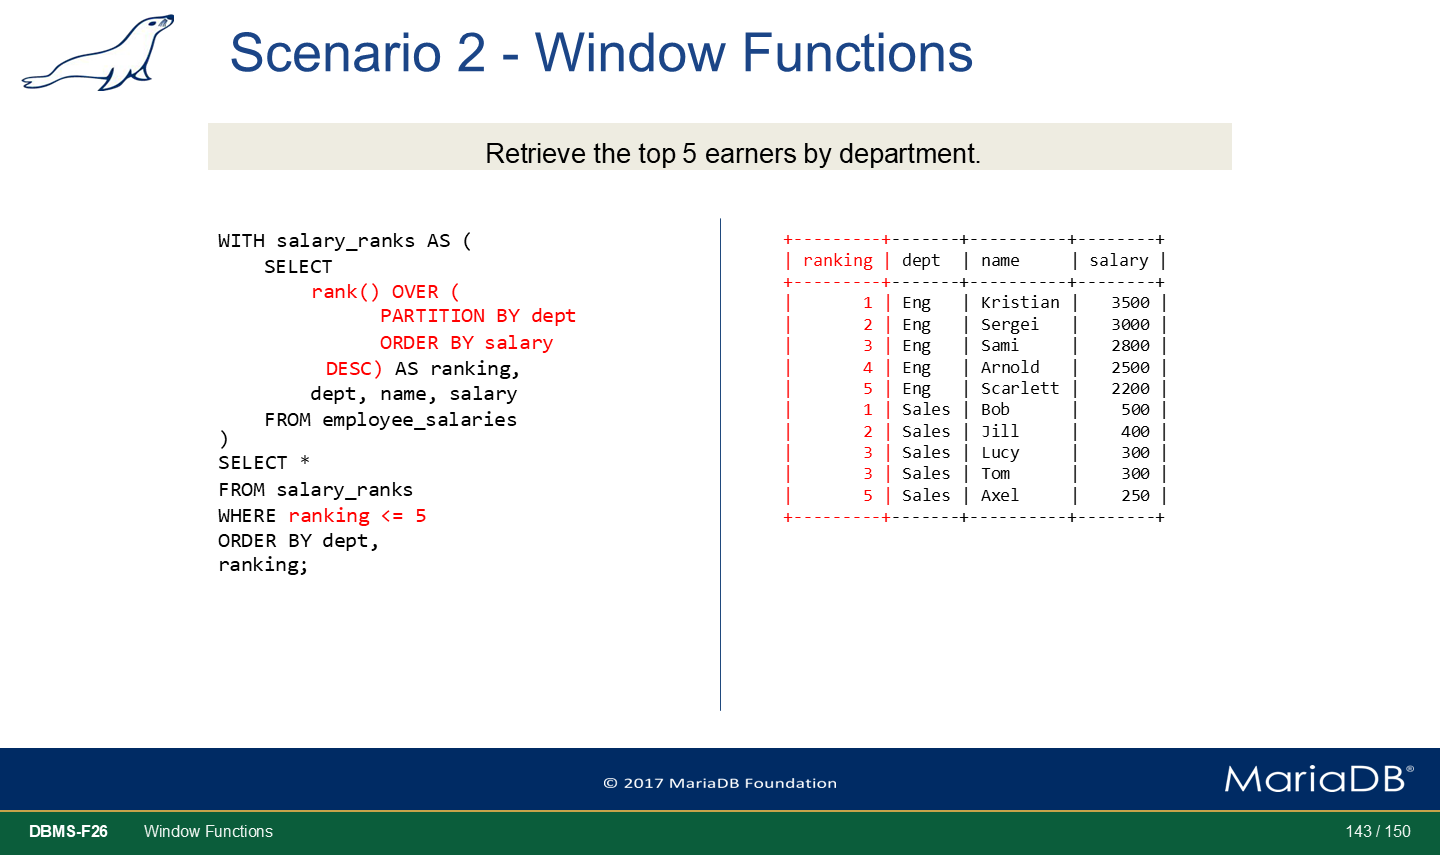 Scenario 2 - Window Functions
Retrieve the top 5 earners by department.
WITH salary_ranks AS (
    SELECT
        rank() OVER (
              PARTITION BY dept
              ORDER BY salary
         DESC) AS ranking,
        dept, name, salary
    FROM employee_salaries
)
SELECT *
FROM salary_ranks
WHERE ranking <= 5
ORDER BY dept,
ranking;
+---------+-------+----------+--------+
| ranking | dept  | name     | salary |
+---------+-------+----------+--------+
|       1 | Eng   | Kristian |   3500 |
|       2 | Eng   | Sergei   |   3000 |
|       3 | Eng   | Sami     |   2800 |
|       4 | Eng   | Arnold   |   2500 |
|       5 | Eng   | Scarlett |   2200 |
|       1 | Sales | Bob      |    500 |
|       2 | Sales | Jill     |    400 |
|       3 | Sales | Lucy     |    300 |
|       3 | Sales | Tom      |    300 |
|       5 | Sales | Axel     |    250 |
+---------+-------+----------+--------+
© 2017 MariaDB Foundation
MariaDB®
DBMS-F26 Window Functions 143 / 150